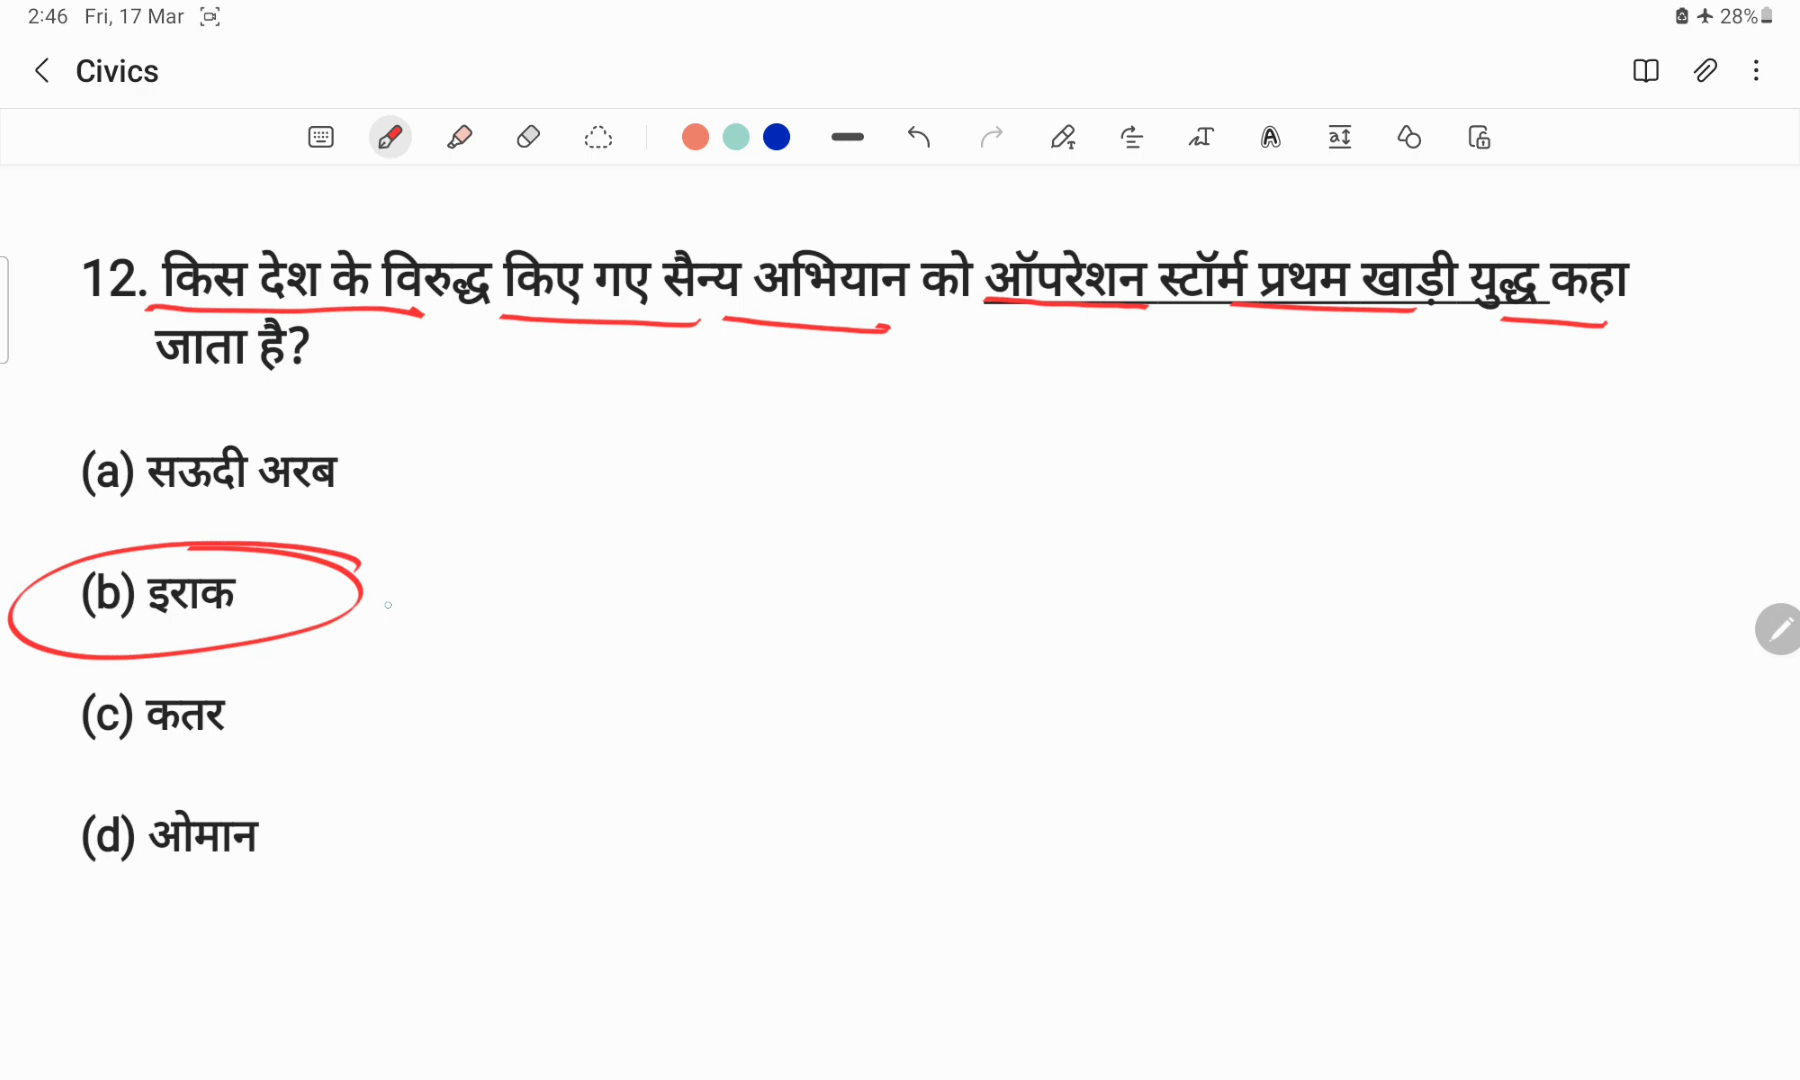 2:46 Fri, 17 Mar 28%
Civics
12. किस देश के विरुद्ध किए गए सैन्य अभियान को ऑपरेशन स्टॉर्म प्रथम खाड़ी युद्ध कहा
जाता है?
(a) सऊदी अरब
(b) इराक
(c) कतर
(d) ओमान